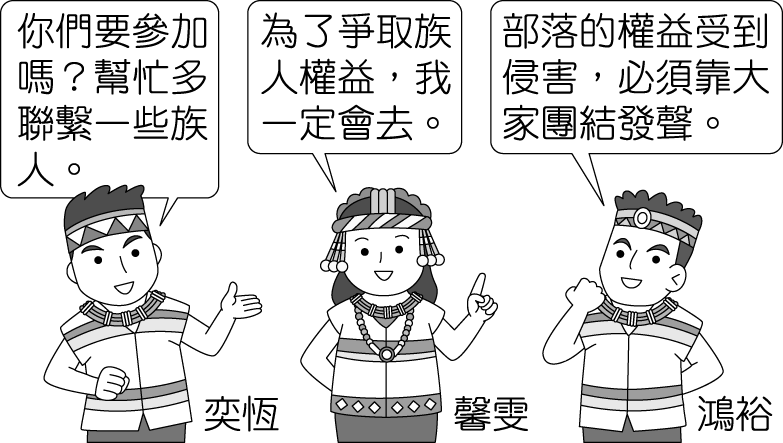 你們要參加
嗎？幫忙多
聯繫一些族
人。
為了爭取族
人權益，我
一定會去。
部落的權益受到
侵害，必須靠大
家團結發聲。
奕恆
馨雯
鴻裕